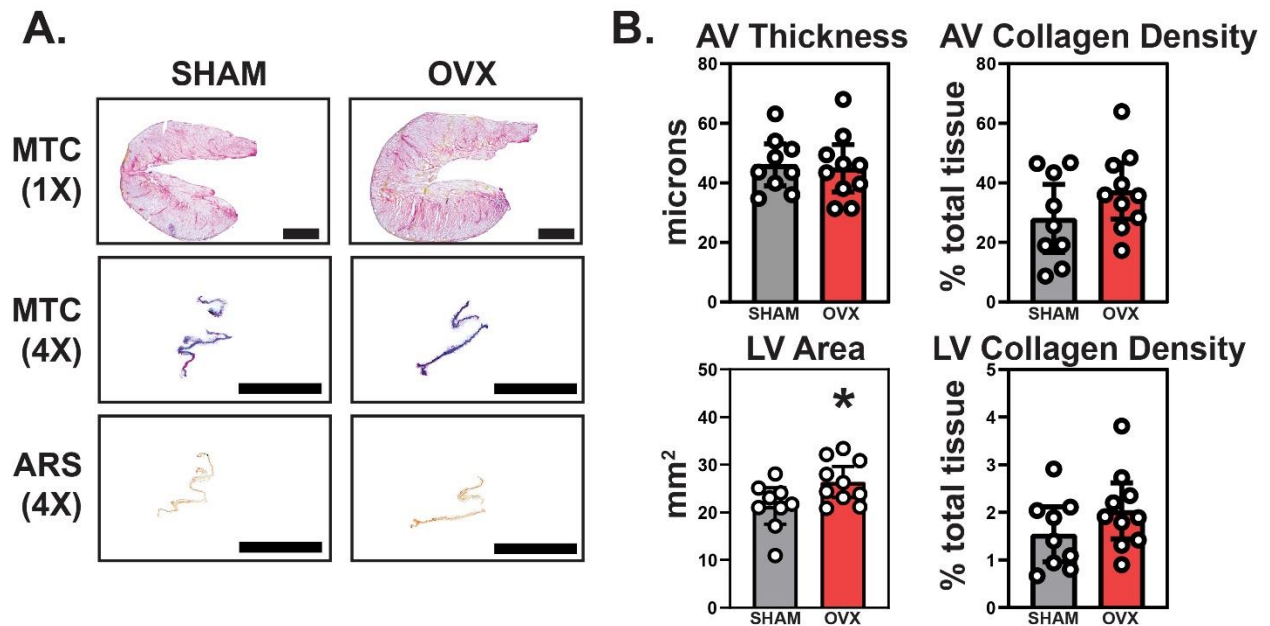 A.
SHAM OVX
MTC
(1X)
MTC
(4X)
ARS
(4X)
B.
AV Thickness
microns
80
60
40
20
0
SHAM OVX
AV Collagen Density
% total tissue
80
60
40
20
0
SHAM OVX
LV Area
mm²
50
40
30
20
10
0
*
SHAM OVX
LV Collagen Density
% total tissue
5
4
3
2
1
0
SHAM OVX